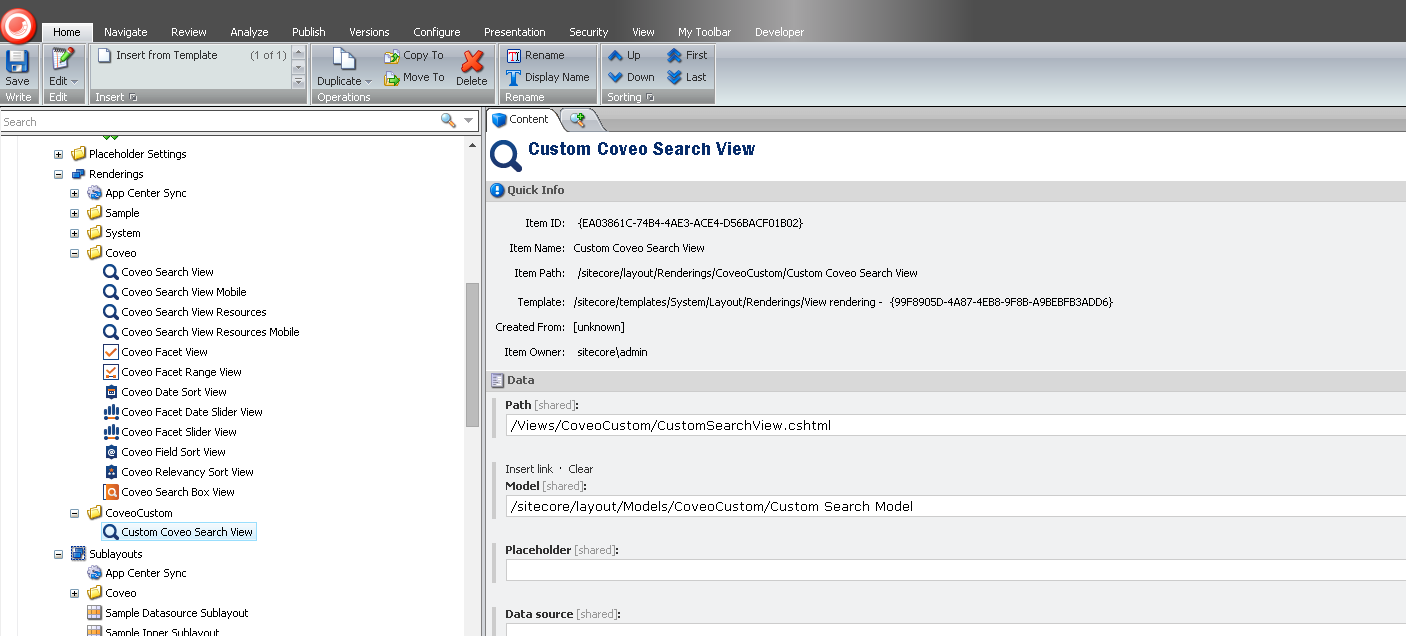 Home Navigate Review Analyze Publish Versions Configure Presentation Security View My Toolbar Developer
Save
Write
Edit
Edit
Insert from Template (1 of 1)
Insert
Duplicate
Copy To
Move To
Delete
Operations
Rename
Display Name
Rename
Up
Down
First
Last
Sorting
Search
Placeholder Settings
Renderings
App Center Sync
Sample
System
Coveo
Coveo Search View
Coveo Search View Mobile
Coveo Search View Resources
Coveo Search View Resources Mobile
Coveo Facet View
Coveo Facet Range View
Coveo Date Sort View
Coveo Facet Date Slider View
Coveo Facet Slider View
Coveo Field Sort View
Coveo Relevancy Sort View
Coveo Search Box View
CoveoCustom
Custom Coveo Search View
Sublayouts
App Center Sync
Coveo
Sample Datasource Sublayout
Sample Inner Sublayout
Content
Custom Coveo Search View
Quick Info
Item ID: {EA03861C-74B4-4AE3-ACE4-D56BACF01B02}
Item Name: Custom Coveo Search View
Item Path: /sitecore/layout/Renderings/CoveoCustom/Custom Coveo Search View
Template: /sitecore/templates/System/Layout/Renderings/View rendering - {99F8905D-4A87-4EB8-9F8B-A9BEBFB3ADD6}
Created From: [unknown]
Item Owner: sitecore\admin
Data
Path [shared]:
/Views/CoveoCustom/CustomSearchView.cshtml
Insert link · Clear
Model [shared]:
/sitecore/layout/Models/CoveoCustom/Custom Search Model
Placeholder [shared]:
Data source [shared]: